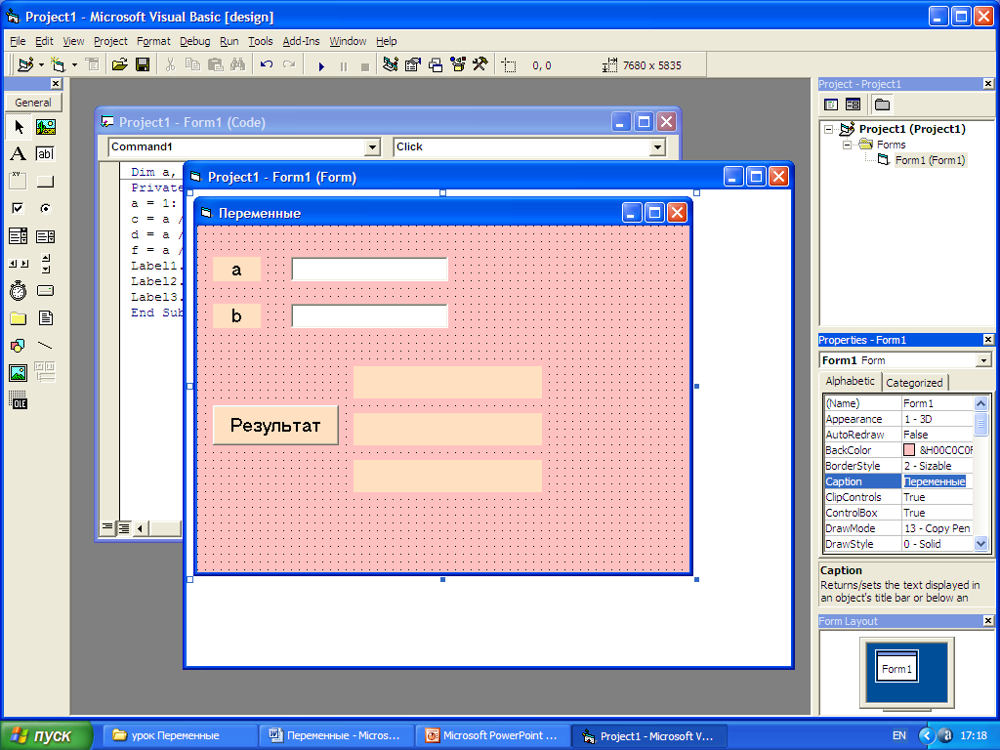 Project1 - Microsoft Visual Basic [design]
File Edit View Project Format Debug Run Tools Add-Ins Window Help
0, 0 7680 x 5835
General
A ab|
xy
OLE
Project1 - Form1 (Code)
Command1 Click
Dim a,
Private
a = 1:
c = a /
d = a /
f = a /
Label1.
Label2.
Label3.
End Sub
Project1 - Form1 (Form)
Переменные
a
b
Результат
Project - Project1
Project1 (Project1)
Forms
Form1 (Form1)
Properties - Form1
Form1 Form
Alphabetic Categorized
(Name) Form1
Appearance 1 - 3D
AutoRedraw False
BackColor &H00C0C0F
BorderStyle 2 - Sizable
Caption Переменные
ClipControls True
ControlBox True
DrawMode 13 - Copy Pen
DrawStyle 0 - Solid
Caption
Returns/sets the text displayed in
an object's title bar or below an
Form Layout
Form1
пуск урок Переменные Переменные - Micros... Microsoft PowerPoint ... Project1 - Microsoft V... EN 17:18